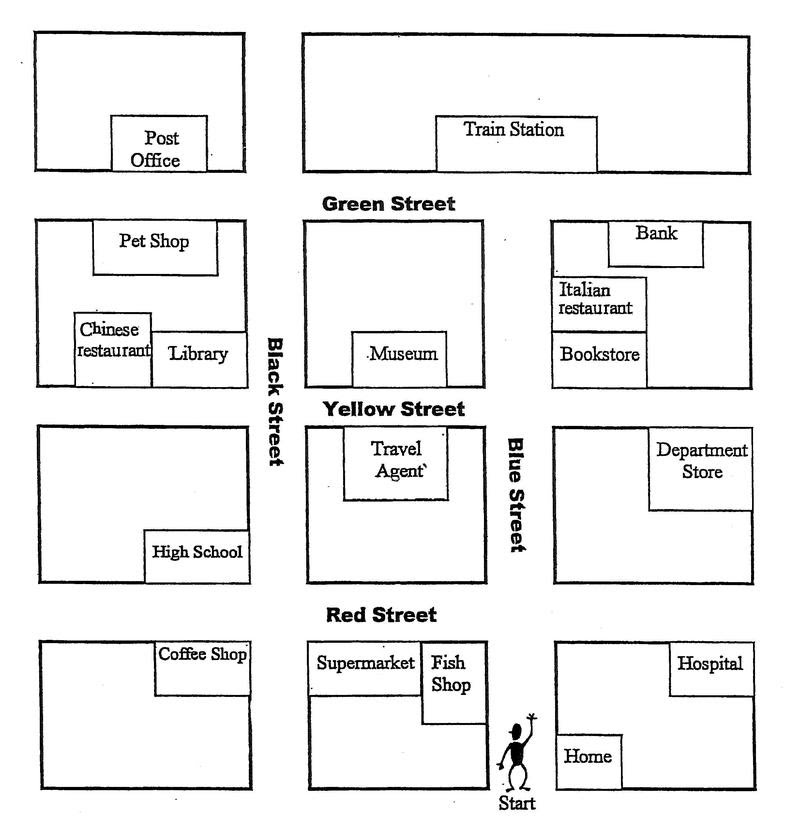 Post
Office
Train Station
Green Street
Pet Shop
Bank
Italian
restaurant
Chinese
restaurant
Library
Museum
Bookstore
Black Street
Yellow Street
Travel
Agent
Blue Street
Department
Store
High School
Red Street
Coffee Shop
Supermarket
Fish
Shop
Hospital
Home
Start